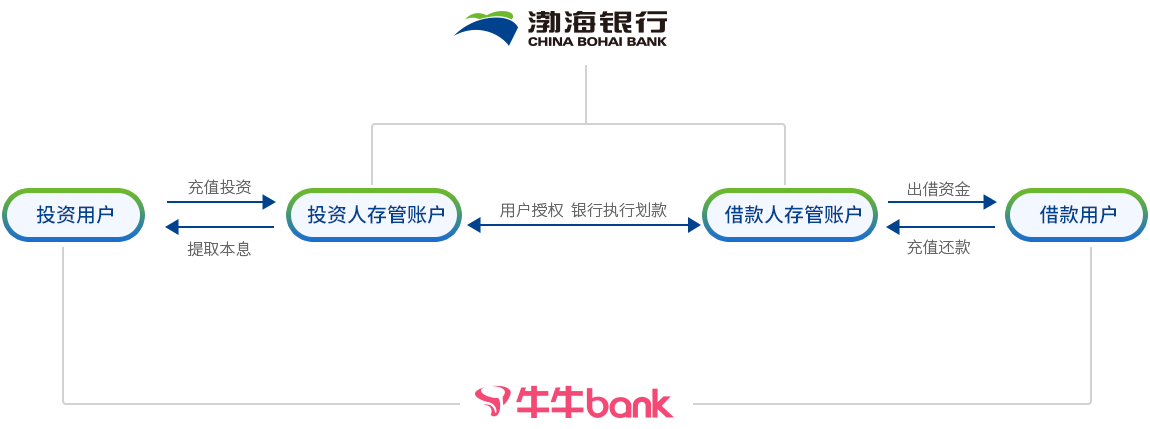 渤海银行
CHINA BOHAI BANK
投资用户
充值投资
提取本息
投资人存管账户
用户授权 银行执行划款
借款人存管账户
出借资金
充值还款
借款用户
牛牛bank